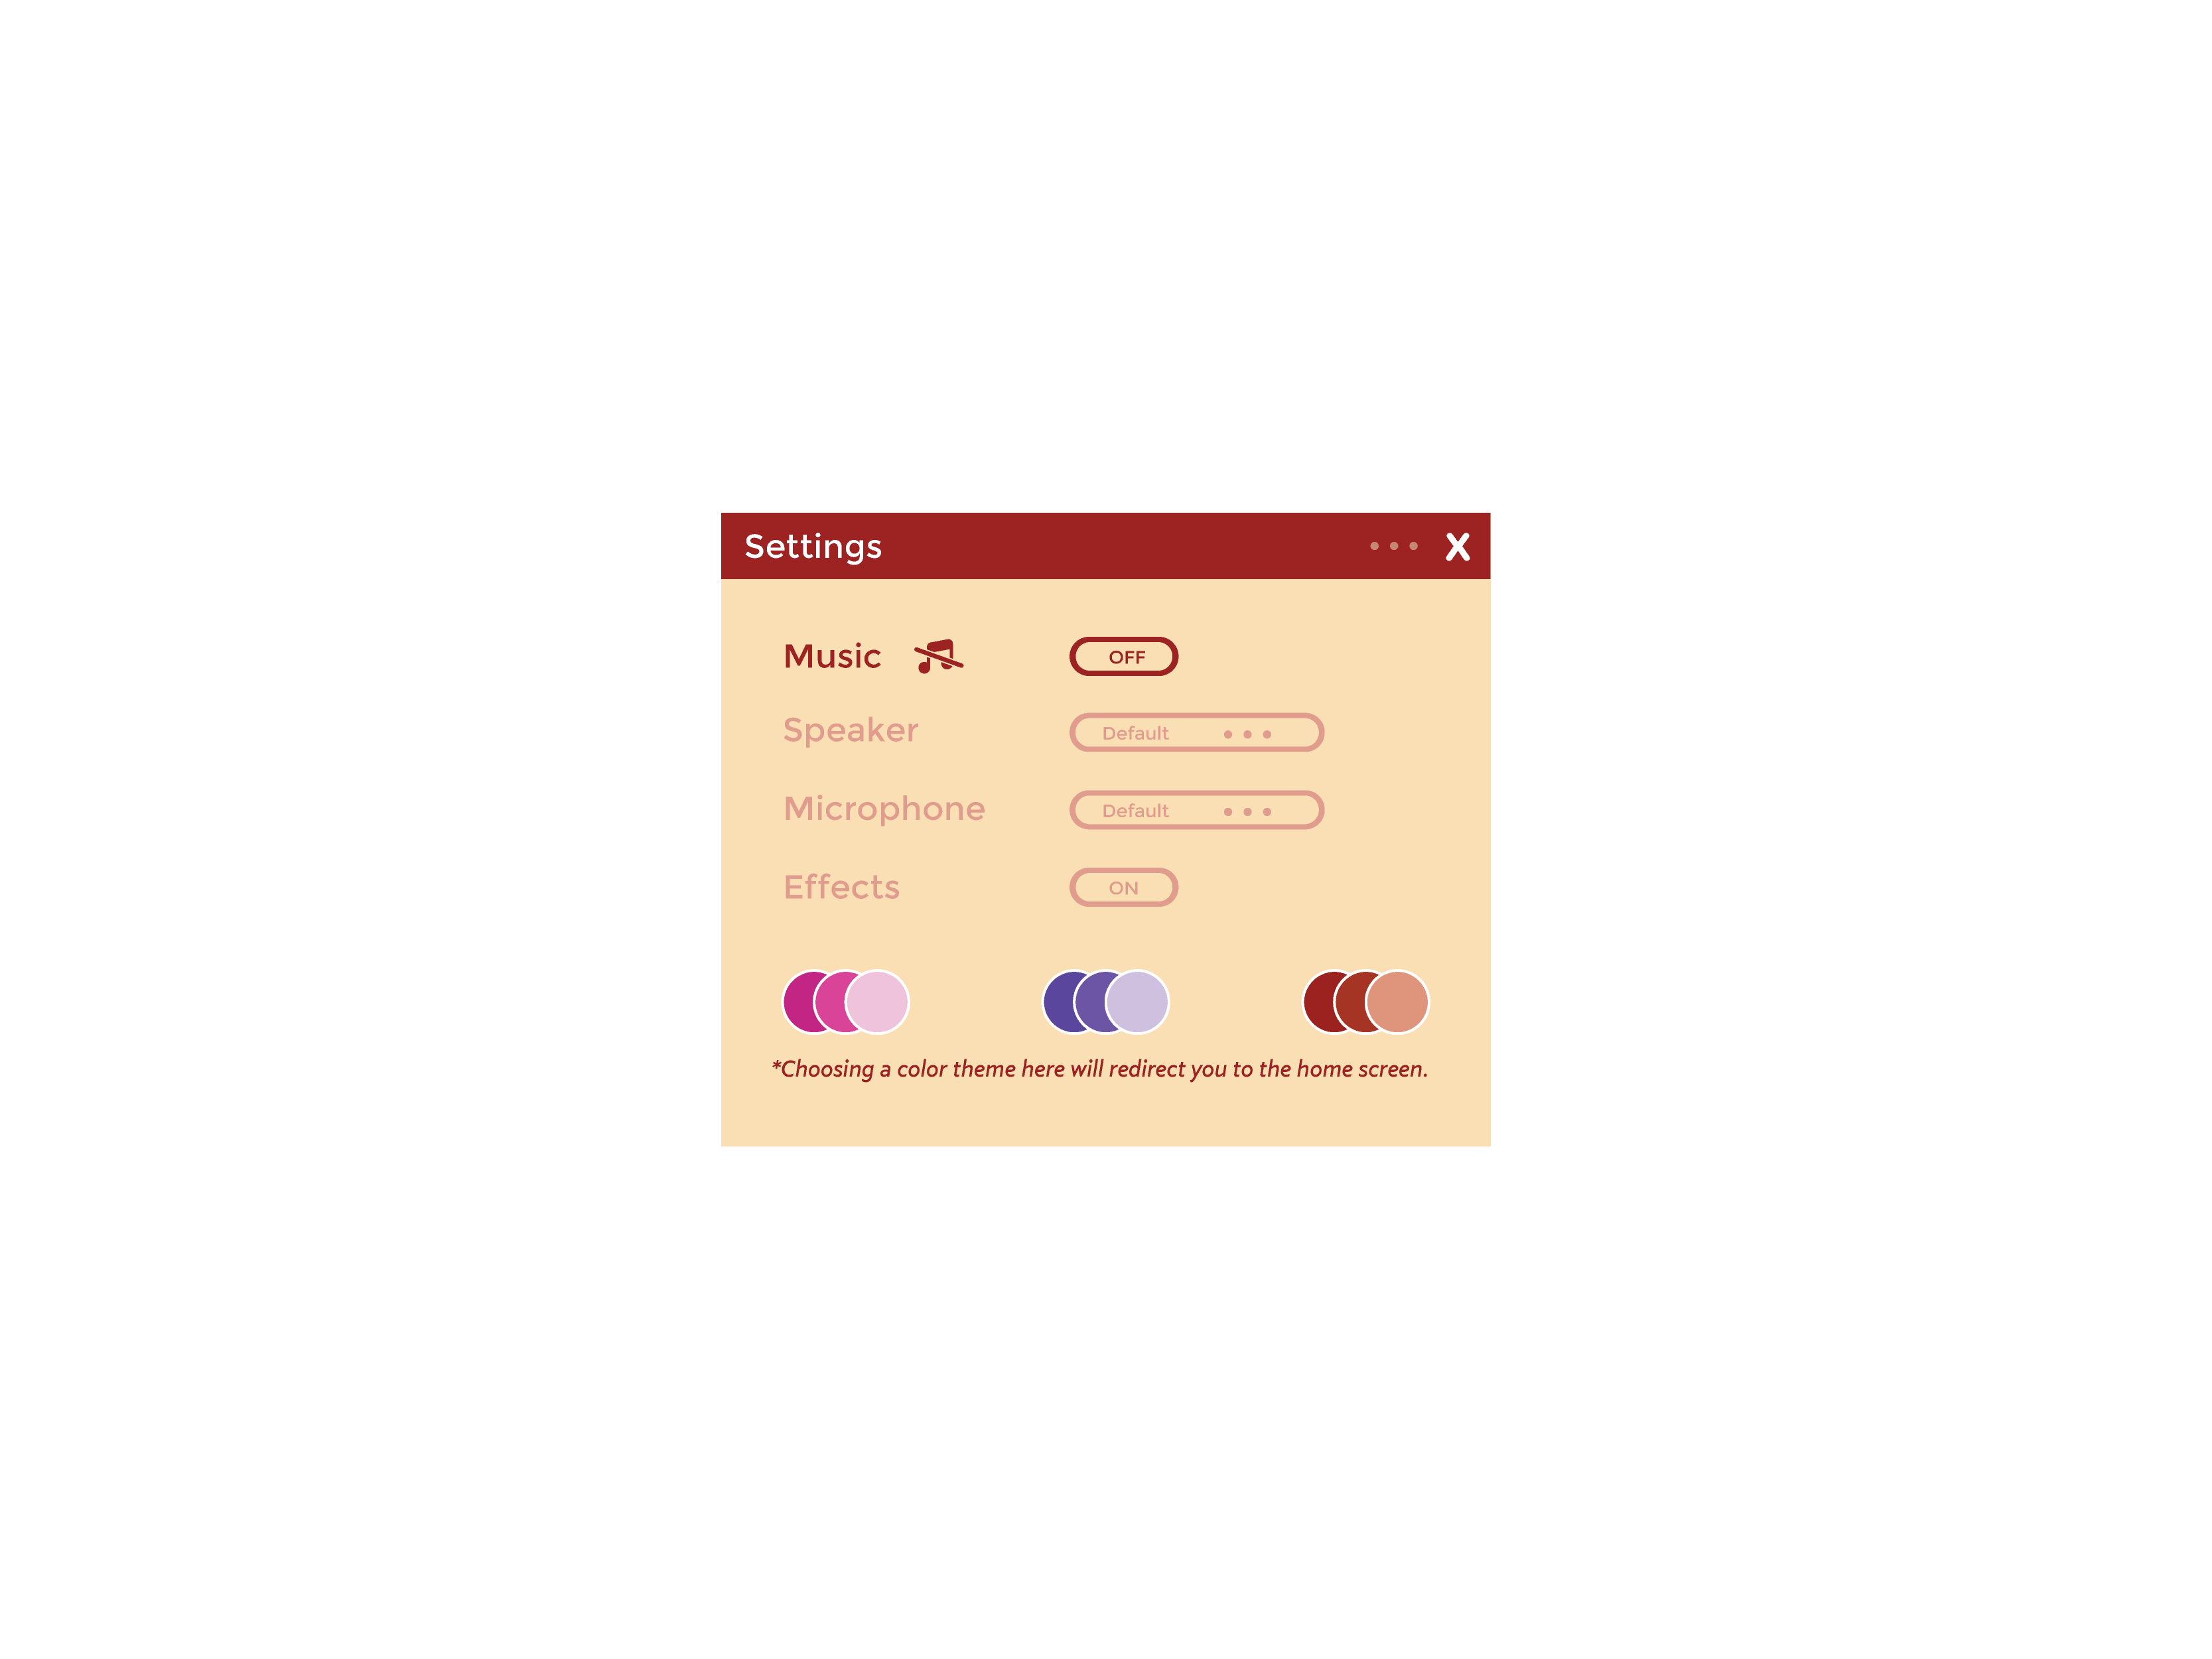 Settings X
Music OFF
Speaker Default
Microphone Default
Effects ON
*Choosing a color theme here will redirect you to the home screen.